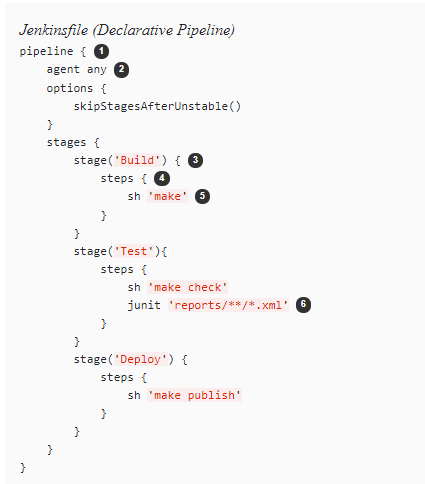 Jenkinsfile (Declarative Pipeline)
pipeline { 1
    agent any 2
    options {
        skipStagesAfterUnstable()
    }
    stages {
        stage('Build') { 3
            steps { 4
                sh 'make' 5
            }
        }
        stage('Test'){
            steps {
                sh 'make check'
                junit 'reports/**/*.xml' 6
            }
        }
        stage('Deploy') {
            steps {
                sh 'make publish'
            }
        }
    }
}